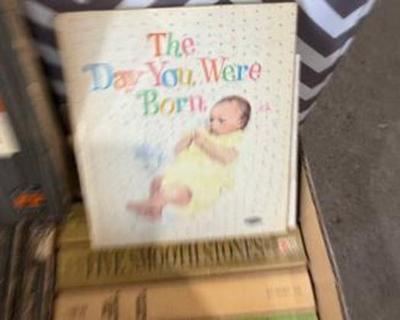 The
Day You Were
Born
FIVE SMOOTH STONES